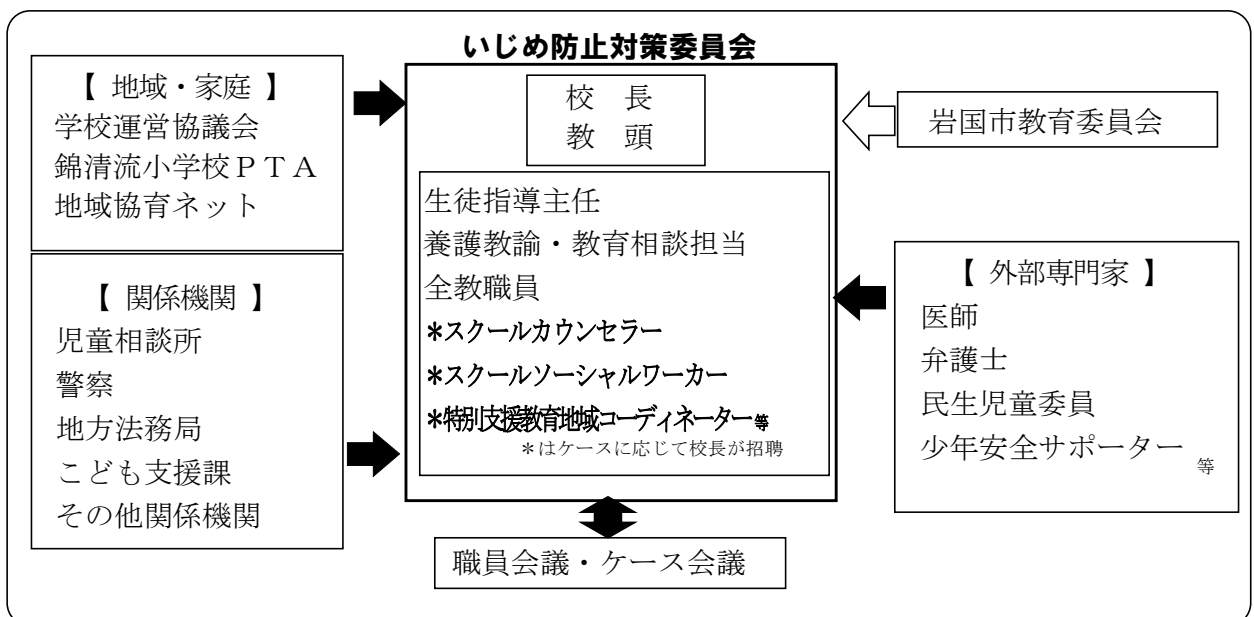 いじめ防止対策委員会
【 地域・家庭 】
学校運営協議会
錦清流小学校ＰＴＡ
地域協育ネット
【 関係機関 】
児童相談所
警察
地方法務局
こども支援課
その他関係機関
校　長
教　頭
生徒指導主任
養護教諭・教育相談担当
全教職員
＊スクールカウンセラー
＊スクールソーシャルワーカー
＊特別支援教育地域コーディネーター等
＊はケースに応じて校長が招聘
岩国市教育委員会
【 外部専門家 】
医師
弁護士
民生児童委員
少年安全サポーター 等
職員会議・ケース会議